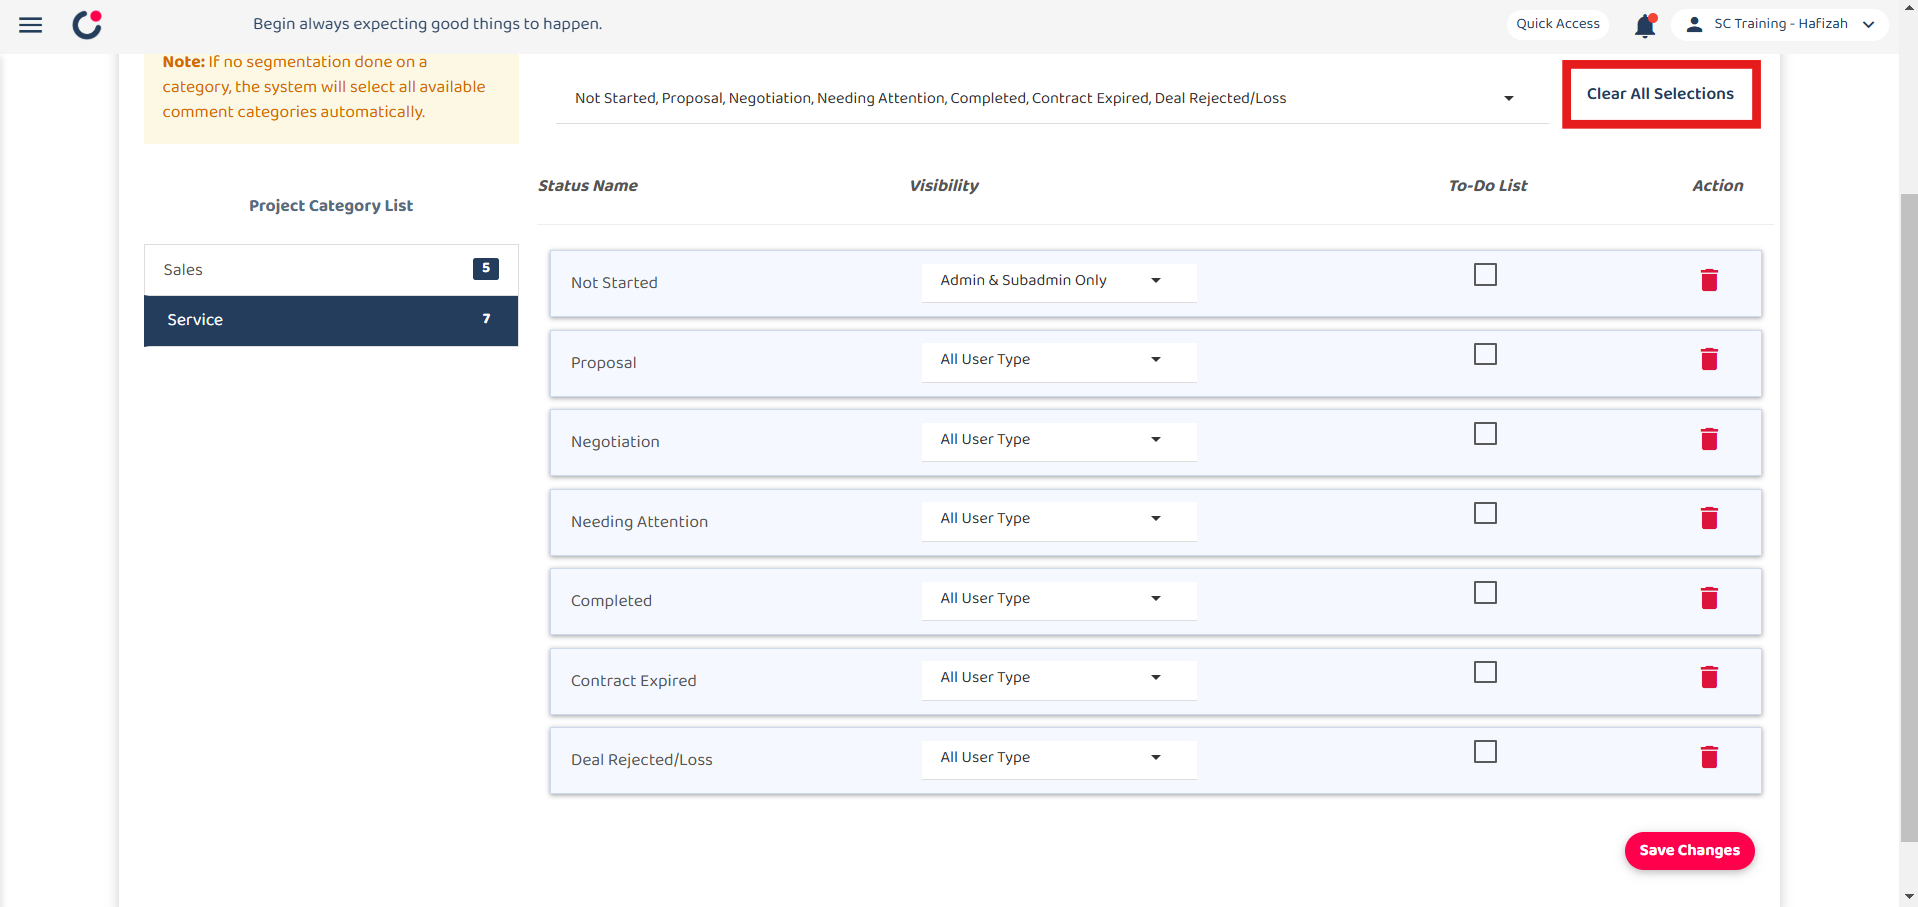 Begin always expecting good things to happen.
Quick Access
SC Training - Hafizah
Note: If no segmentation done on a
category, the system will select all available
comment categories automatically.
Not Started, Proposal, Negotiation, Needing Attention, Completed, Contract Expired, Deal Rejected/Loss
Clear All Selections
Project Category List
Sales 5
Service 7
Status Name Visibility To-Do List Action
Not Started Admin & Subadmin Only
Proposal All User Type
Negotiation All User Type
Needing Attention All User Type
Completed All User Type
Contract Expired All User Type
Deal Rejected/Loss All User Type
Save Changes